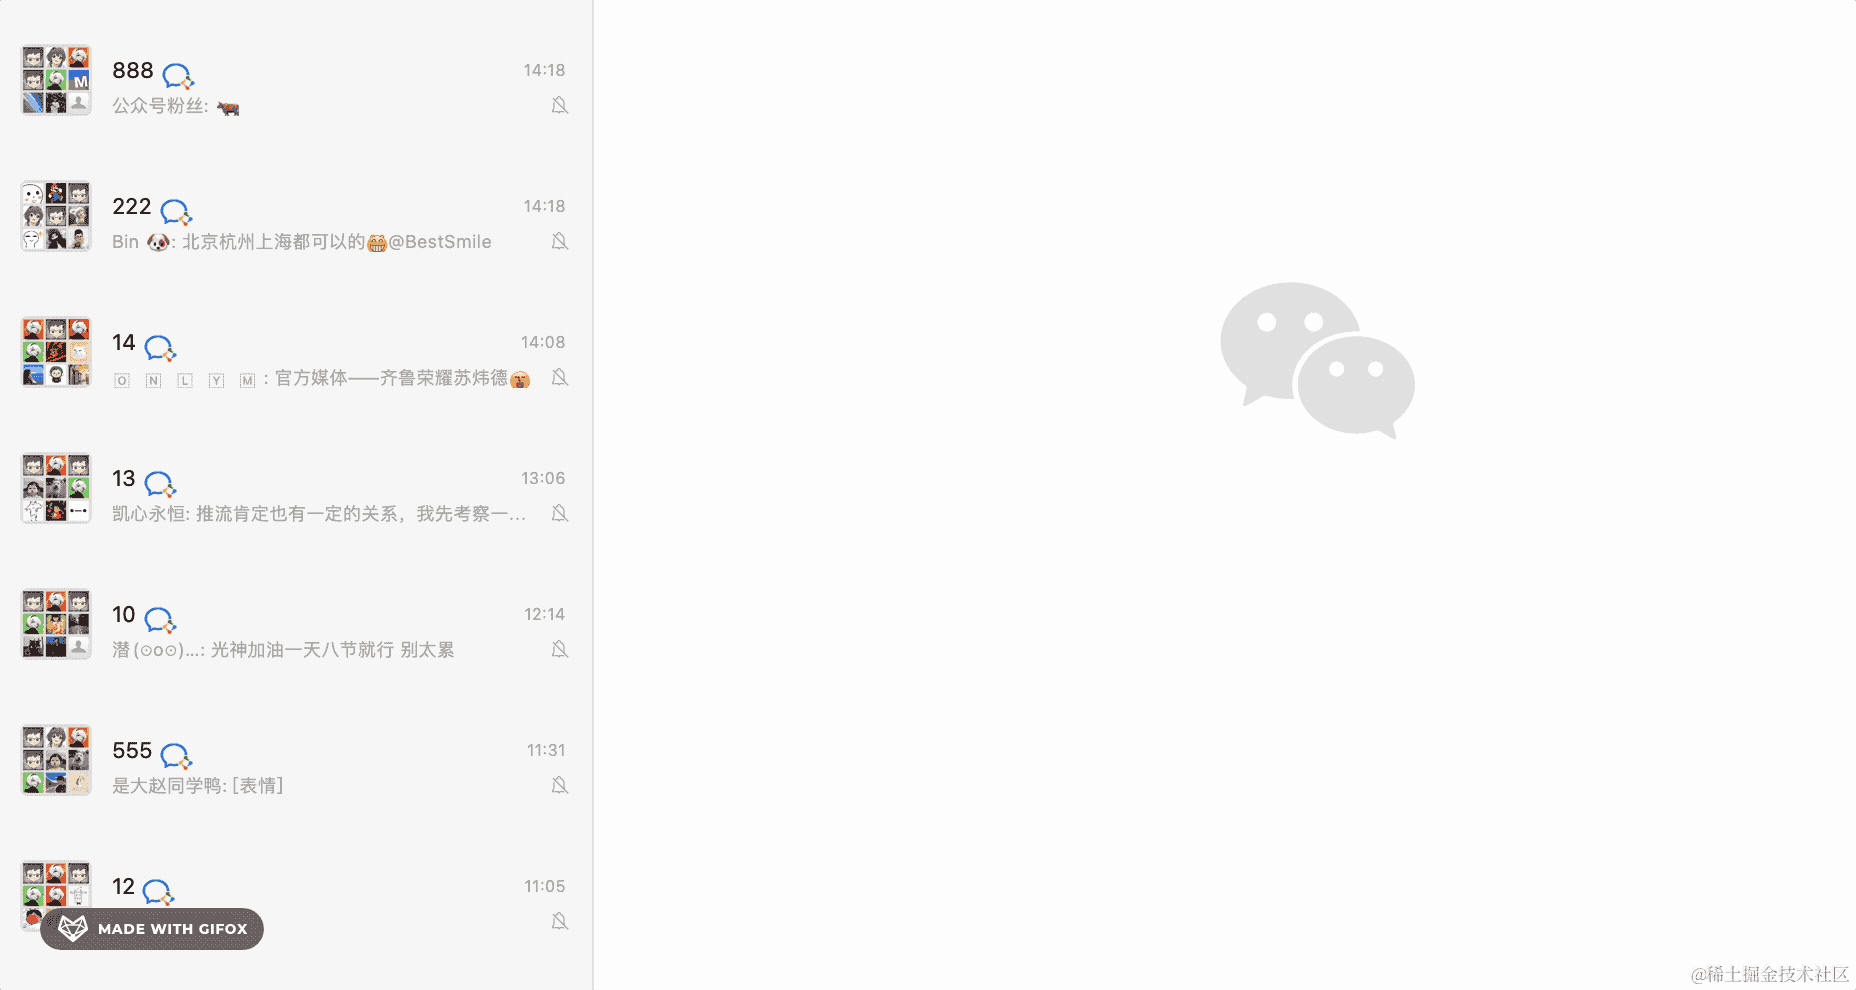 888
14:18
公众号粉丝: 🐂
222
14:18
Bin 🐶: 北京杭州上海都可以的😁@BestSmile
14
14:08
🄾 🄽 🄻 🅈 🄼 : 官方媒体——齐鲁荣耀苏炜德
13
13:06
凯心永恒: 推流肯定也有一定的关系，我先考察一...
10
12:14
潜(⊙o⊙)...: 光神加油一天八节就行 别太累
555
11:31
是大赵同学鸭: [表情]
12
11:05
M
MADE WITH GIFOX
@稀土掘金技术社区